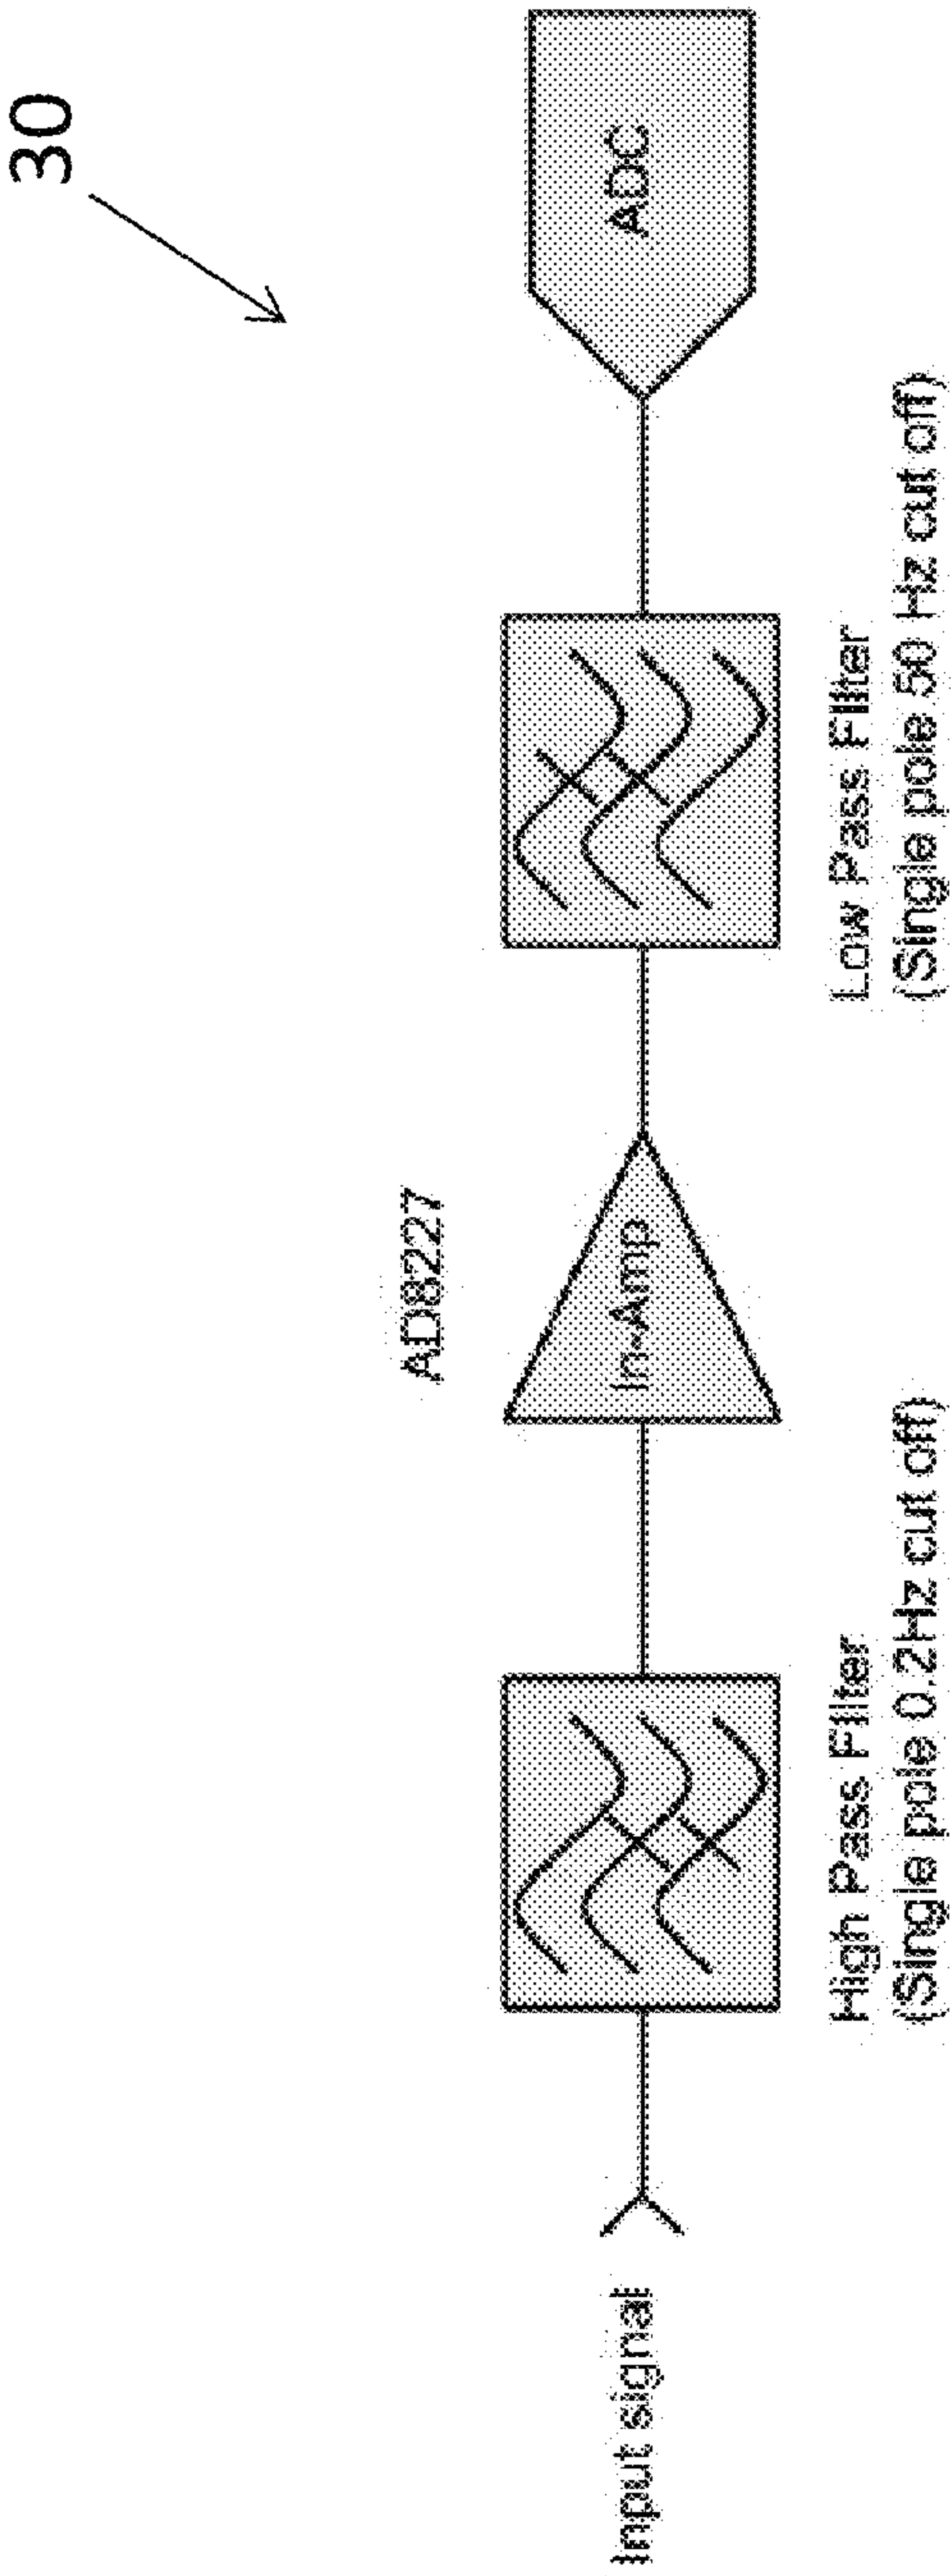 30
Input signal
High Pass Filter
(Single pole 0.2Hz cut off)
In-Amp
AD8227
Low Pass Filter
(Single pole 50 Hz cut off)
ADC